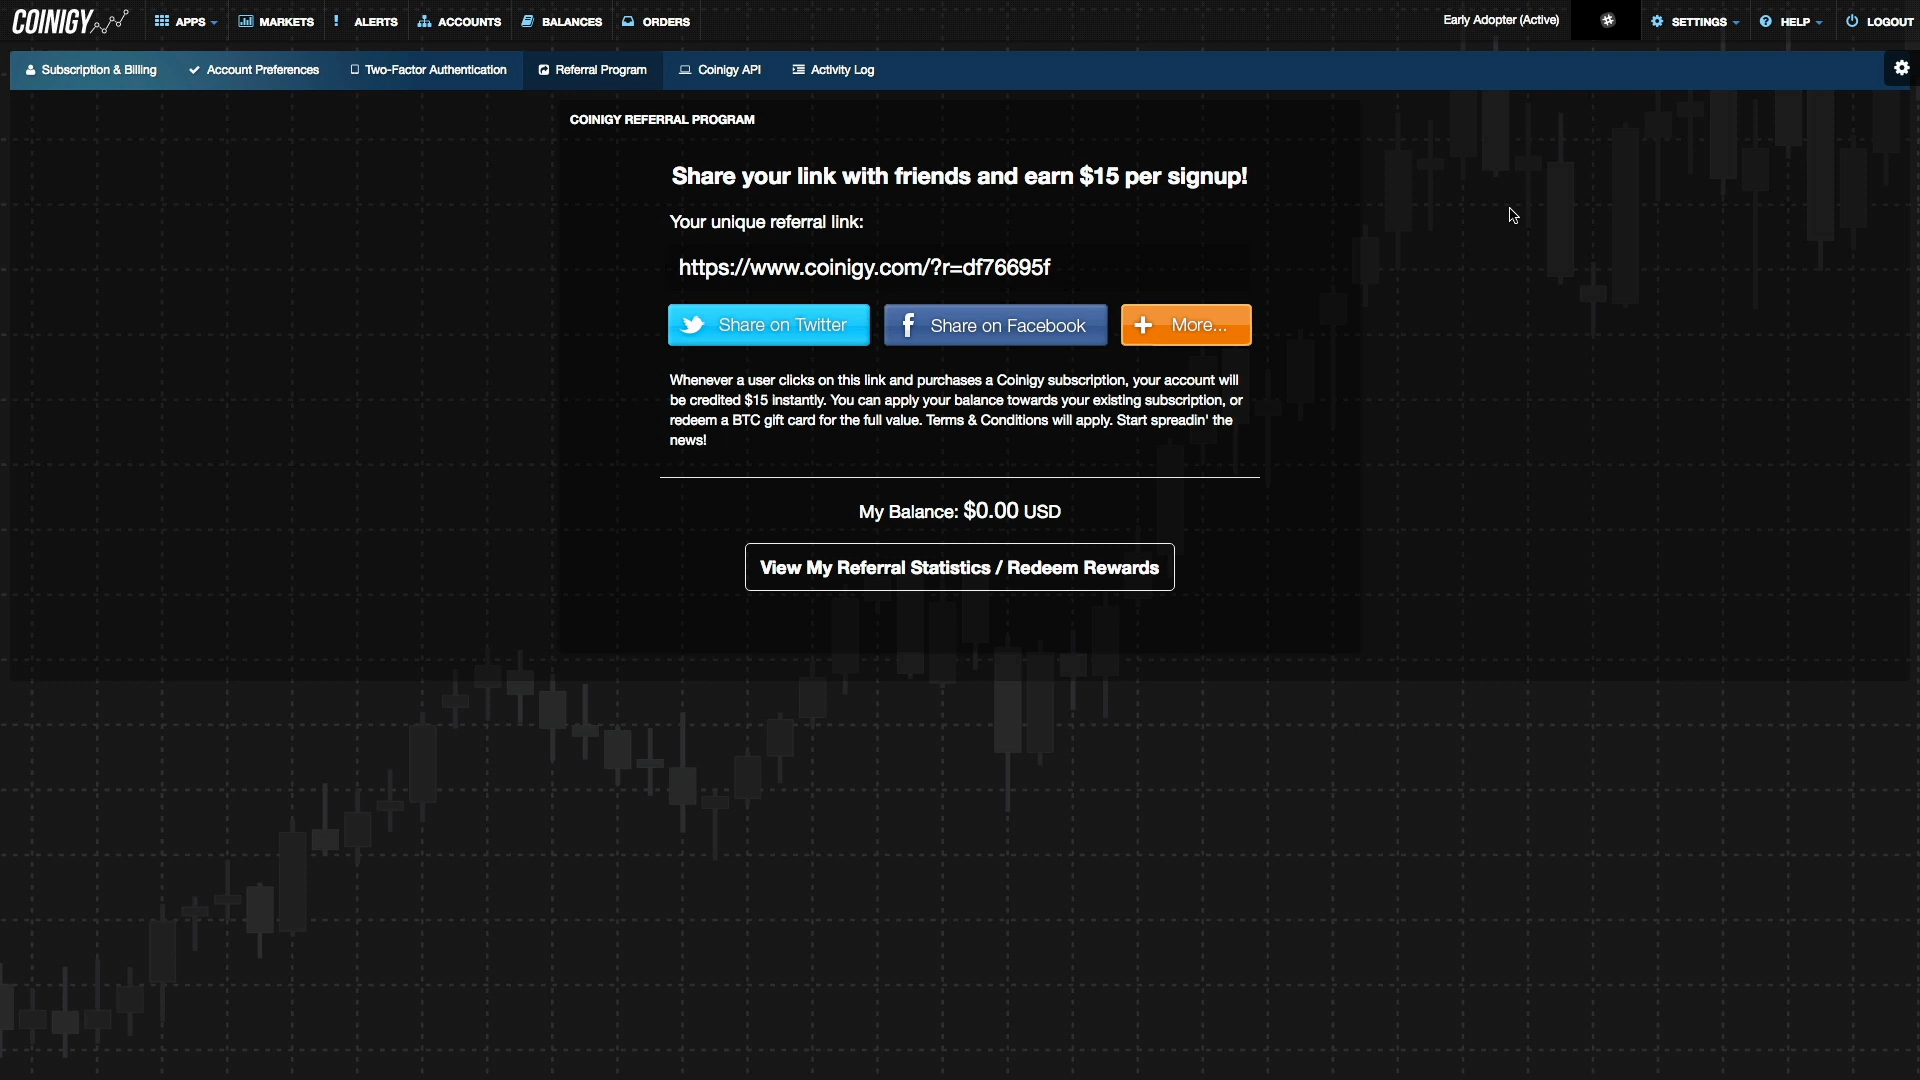 COINIGY APPS MARKETS ! ALERTS ACCOUNTS BALANCES ORDERS Early Adopter (Active) SETTINGS ? HELP LOGOUT
Subscription & Billing Account Preferences Two-Factor Authentication Referral Program Coinigy API Activity Log
COINIGY REFERRAL PROGRAM
Share your link with friends and earn $15 per signup!
Your unique referral link:
https://www.coinigy.com/?r=df76695f
Share on Twitter f Share on Facebook + More...
Whenever a user clicks on this link and purchases a Coinigy subscription, your account will
be credited $15 instantly. You can apply your balance towards your existing subscription, or
redeem a BTC gift card for the full value. Terms & Conditions will apply. Start spreadin' the
news!
My Balance: $0.00 USD
View My Referral Statistics / Redeem Rewards